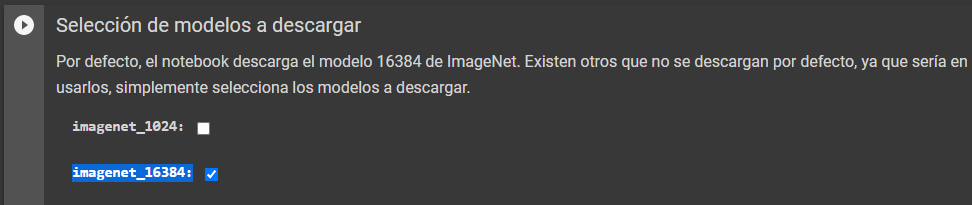 Selección de modelos a descargar
Por defecto, el notebook descarga el modelo 16384 de ImageNet. Existen otros que no se descargan por defecto, ya que sería en
usarlos, simplemente selecciona los modelos a descargar.
imagenet_1024:
imagenet_16384: